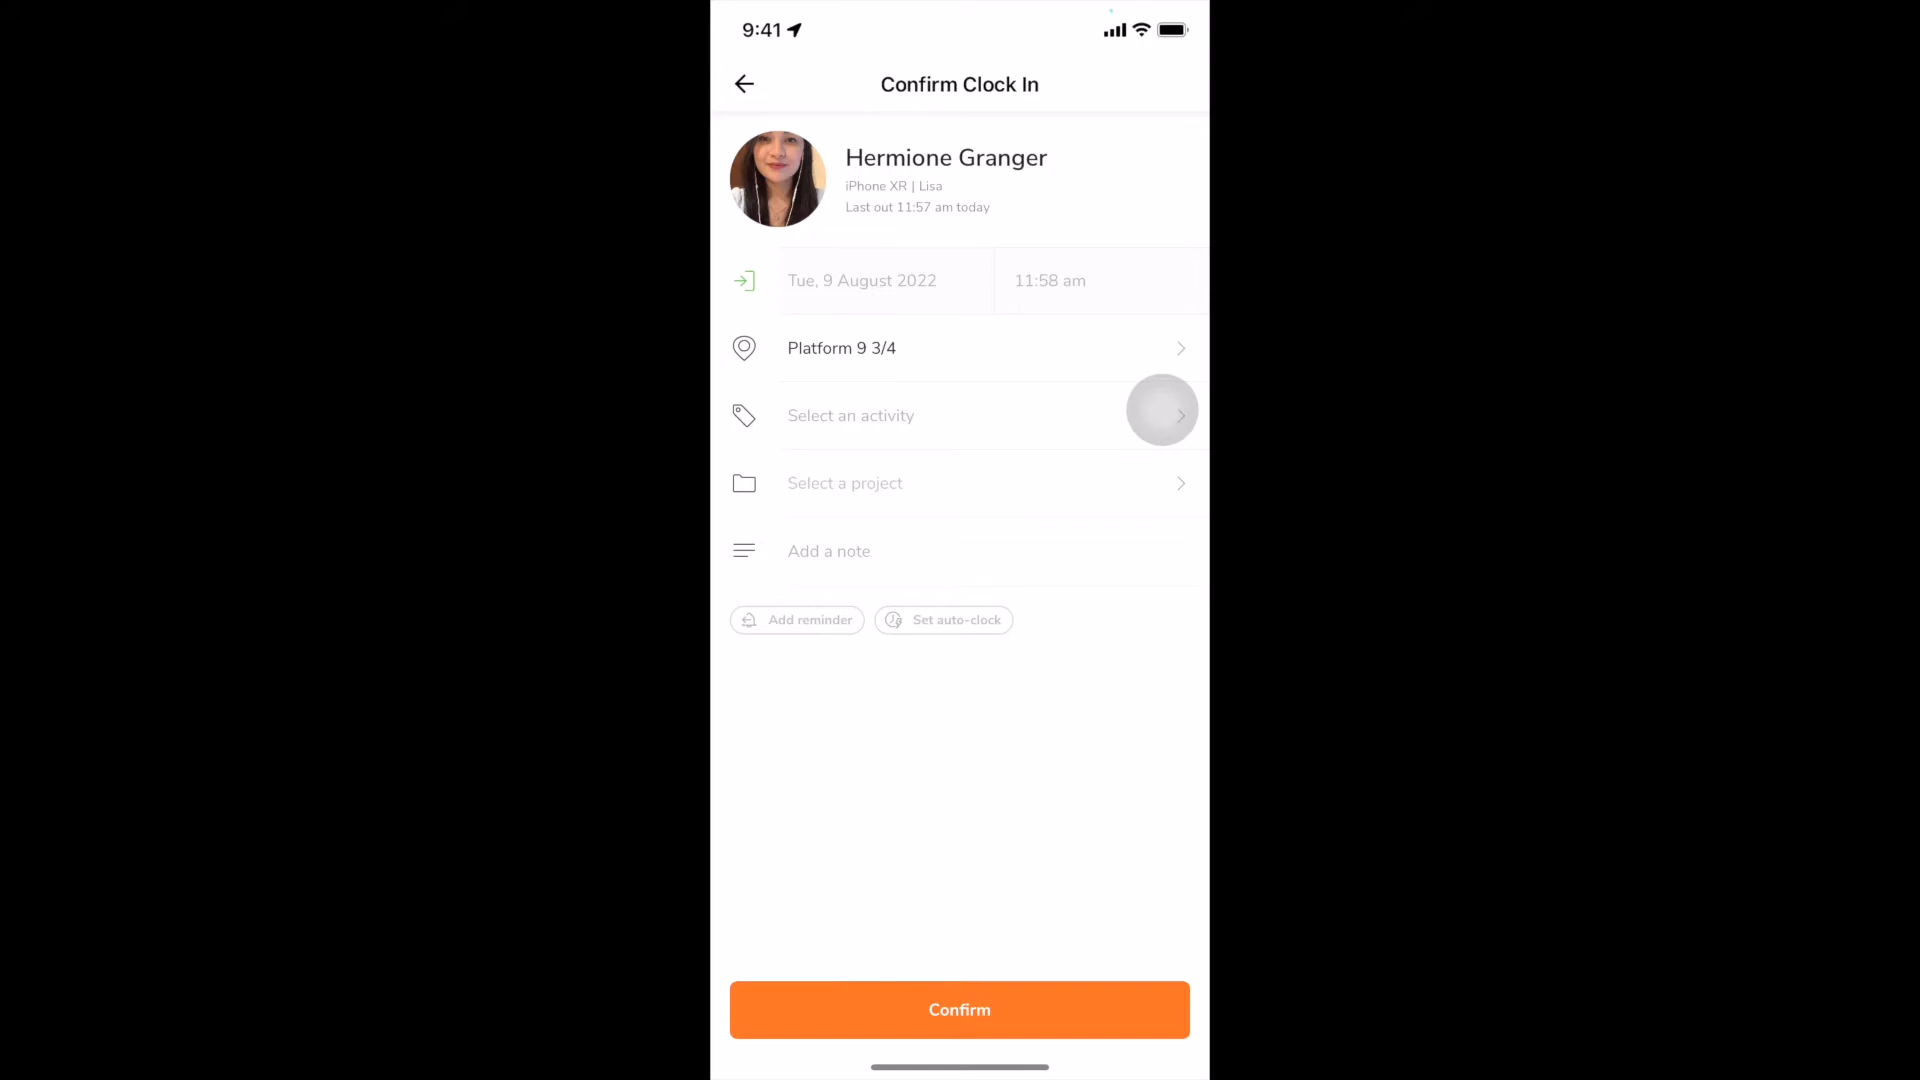 9:41
Confirm Clock In
Hermione Granger
iPhone XR | Lisa
Last out 11:57 am today
Tue, 9 August 2022
11:58 am
Platform 9 3/4
Select an activity
Select a project
Add a note
Add reminder
Set auto-clock
Confirm